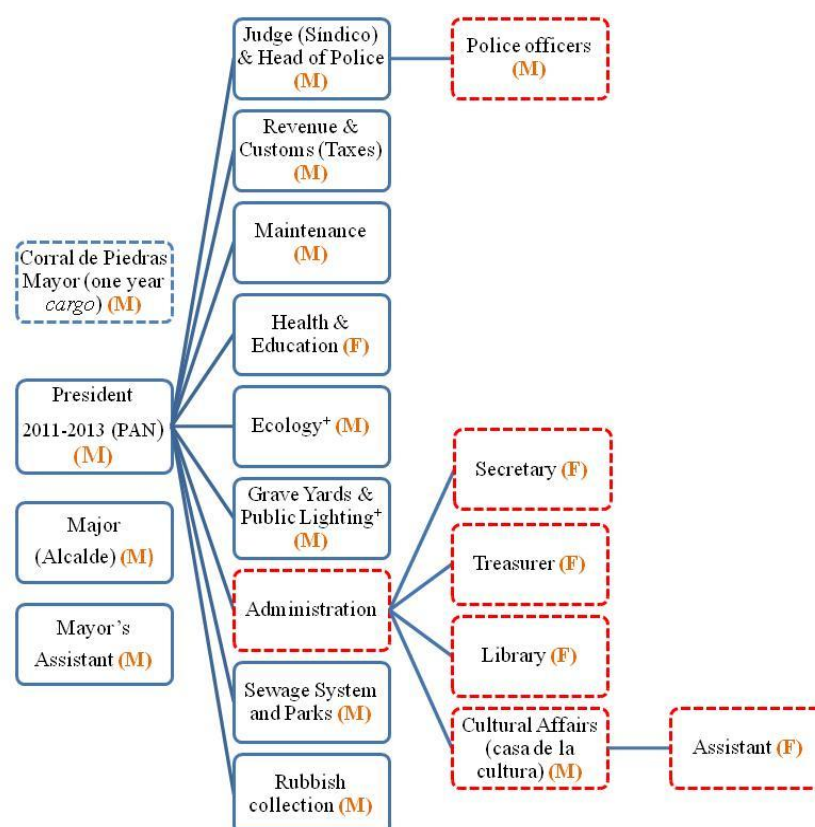 Judge (Síndico)
& Head of Police
(M)
Police officers
(M)
Revenue &
Customs (Taxes)
(M)
Maintenance
(M)
Corral de Piedras
Mayor (one year
cargo) (M)
Health &
Education (F)
President
2011-2013 (PAN)
(M)
Ecology⁺ (M)
Grave Yards &
Public Lighting⁺
(M)
Secretary (F)
Major
(Alcalde) (M)
Treasurer (F)
Administration
Mayor’s
Assistant (M)
Library (F)
Sewage System
and Parks (M)
Cultural Affairs
(casa de la
cultura) (M)
Assistant (F)
Rubbish
collection (M)